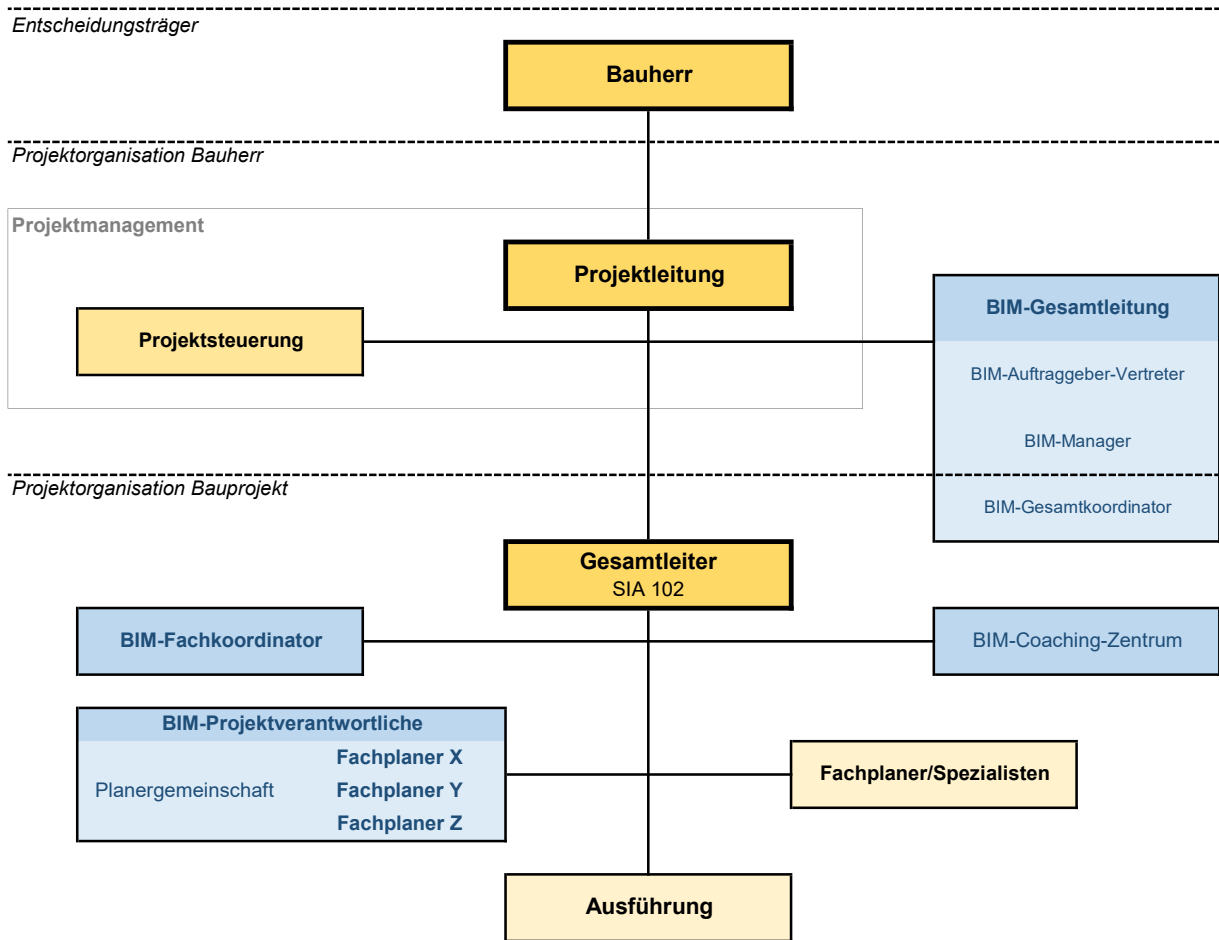 Entscheidungsträger
Bauherr
Projektorganisation Bauherr
Projektmanagement
Projektleitung
BIM-Gesamtleitung
Projektsteuerung
BIM-Auftraggeber-Vertreter
BIM-Manager
Projektorganisation Bauprojekt
BIM-Gesamtkoordinator
Gesamtleiter
SIA 102
BIM-Fachkoordinator
BIM-Coaching-Zentrum
BIM-Projektverantwortliche
Fachplaner X
Planergemeinschaft
Fachplaner Y
Fachplaner Z
Fachplaner/Spezialisten
Ausführung